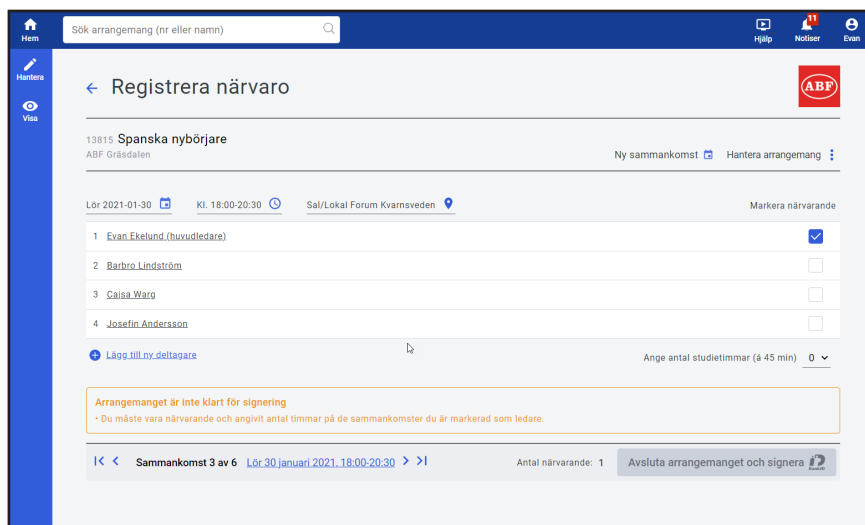 Hem
Sök arrangemang (nr eller namn)
Hjälp
11
Notiser
Evan
Hantera
Visa
Registrera närvaro
ABF
13815 Spanska nybörjare
ABF Gräsdalen
Ny sammankomst
Hantera arrangemang
Lör 2021-01-30
Kl. 18:00-20:30
Sal/Lokal Forum Kvarnsveden
Markera närvarande
1 Evan Ekelund (huvudledare)
2 Barbro Lindström
3 Cajsa Warg
4 Josefin Andersson
Lägg till ny deltagare
Ange antal studietimmar (á 45 min) 0
Arrangemanget är inte klart för signering
• Du måste vara närvarande och angivit antal timmar på de sammankomster du är markerad som ledare.
Sammankomst 3 av 6 Lör 30 januari 2021, 18:00-20:30
Antal närvarande: 1
Avsluta arrangemanget och signera
BankID